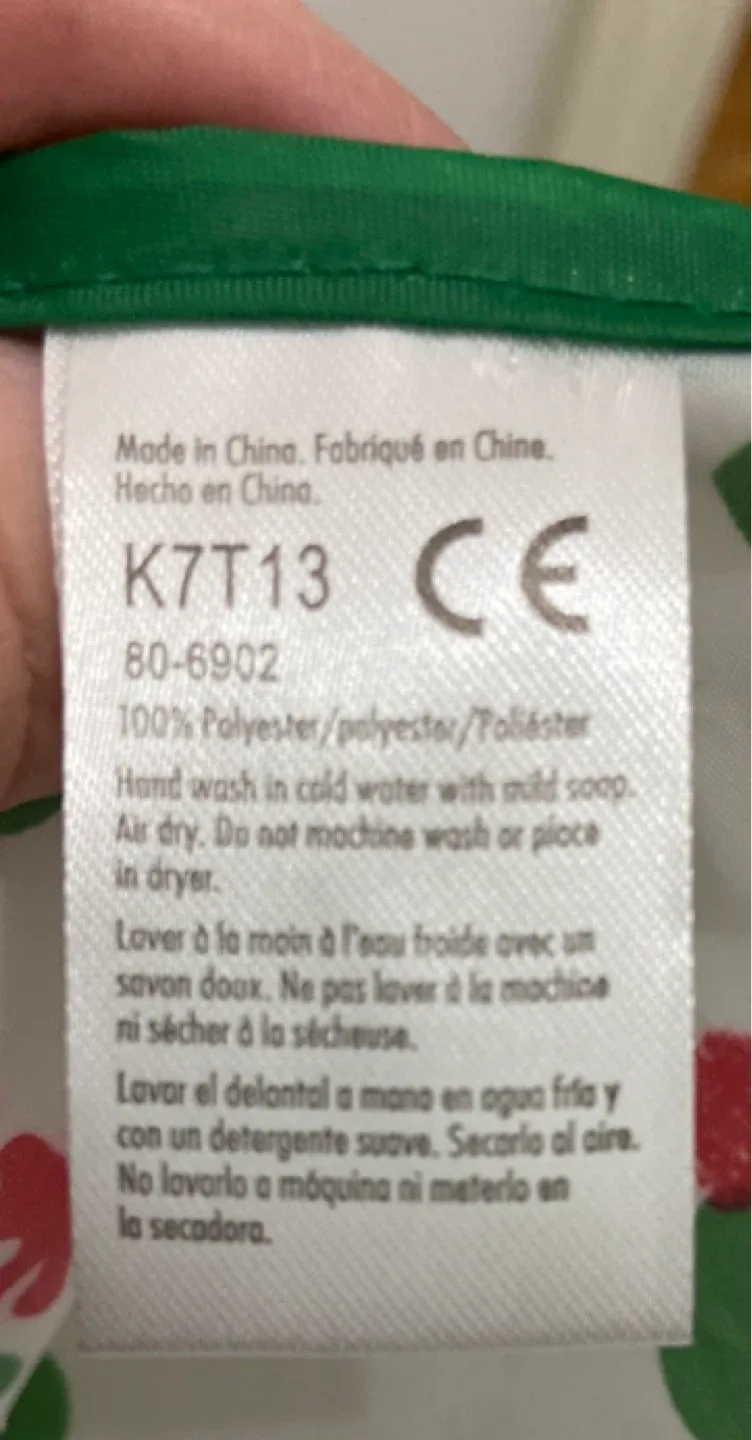 Made in China. Fabriqué en Chine.
Hecho en China.
K7T13 CE
80-6902
100% Polyester/polyester/Poliéster
Hand wash in cold water with mild soap.
Air dry. Do not machine wash or place
in dryer.
Laver à la main à l'eau froide avec un
savon doux. Ne pas laver à la machine
ni sécher à la sécheuse.
Lavar el delantal a mano en agua fría y
con un detergente suave. Secarlo al aire.
No lavarlo a máquina ni meterlo en
la secadora.